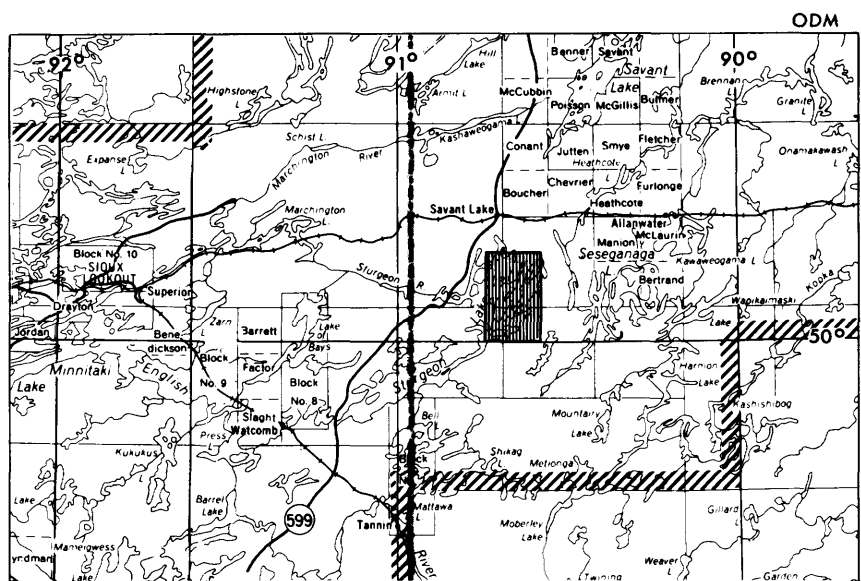 ODM
92°
91°
90°
Hill
Lake
Banner
Savant
Highstone
L.
Armit L.
McCubbin
Savant
Lake
Brennan
L.
Granite
L.
Poisson
McGillis
Bulmer
Schist L.
Kashaweogama L.
Conant
Jutten
Smye
Fletcher
Onamakawash
L.
Expanse
L.
Marchington
River
Heathcote
L.
Chevrier
Boucher
Furlonge
Marchington
L.
Savant Lake
Heathcote
Allanwater
McLaurin
Manion
Seseganaga
Kawaweogama L.
Block No. 10
SIOUX
LOOKOUT
Superior
Sturgeon
R.
Lake
Bertrand
Kopka
Wapikaimaski
Lake
Drayton
Jordan
Zarn
L.
Barrett
Lake
of
Bays
50°
Bene
dickson
Block
No. 9
Factor
Block
No. 8
Lake
Minnitaki
English
Sturgeon
Harmon
Lake
Slaght
Watcomb
Bell
L.
Mountairy
Lake
Kashishibog
L.
Press
Kukukus
L.
Block
Shikag
L.
Metionga
L.
Lake
Barrel
Lake
599
Tannin
Mattawa
L.
Moberley
Lake
Gillard
L.
yndman
Mameigwess
Lake
River
Twining
Weaver
L.
Garden